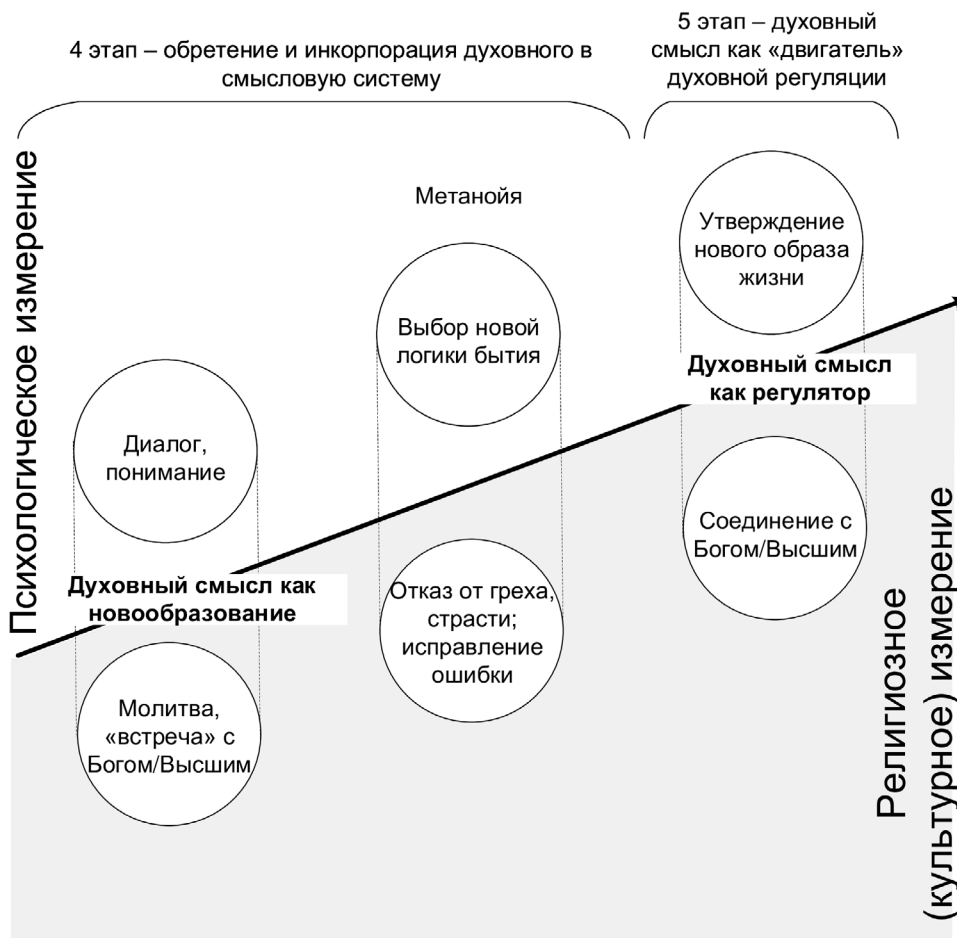 4 этап – обретение и инкорпорация духовного в
смысловую систему
5 этап – духовный
смысл как «двигатель»
духовной регуляции
Психологическое измерение
Метанойя
Утверждение
нового образа
жизни
Выбор новой
логики бытия
Духовный смысл
как регулятор
Диалог,
понимание
Соединение с
Богом/Высшим
Духовный смысл как
новообразование
Отказ от греха,
страсти;
исправление
ошибки
Молитва,
«встреча» с
Богом/Высшим
Религиозное
(культурное) измерение